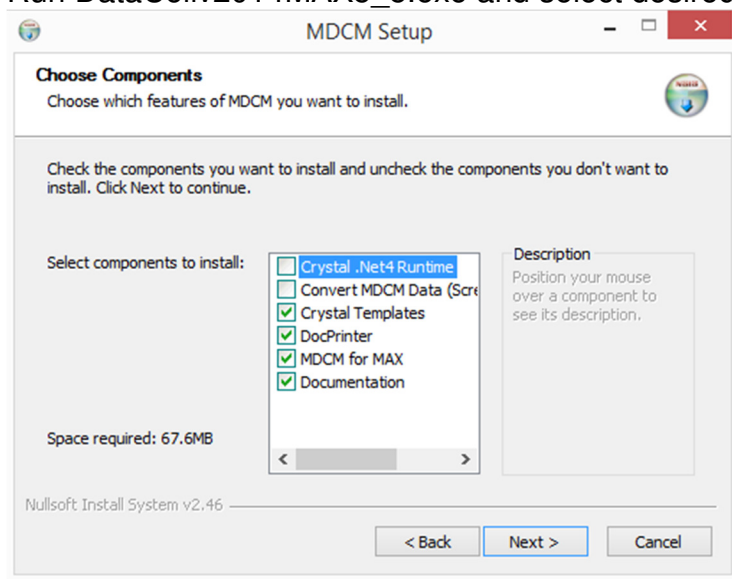 MDCM Setup
Choose Components
Choose which features of MDCM you want to install.
Check the components you want to install and uncheck the components you don't want to
install. Click Next to continue.
Select components to install:
Crystal .Net4 Runtime
Convert MDCM Data (Scre
Crystal Templates
DocPrinter
MDCM for MAX
Documentation
Description
Position your mouse
over a component to
see its description.
Space required: 67.6MB
Nullsoft Install System v2.46
< Back
Next >
Cancel